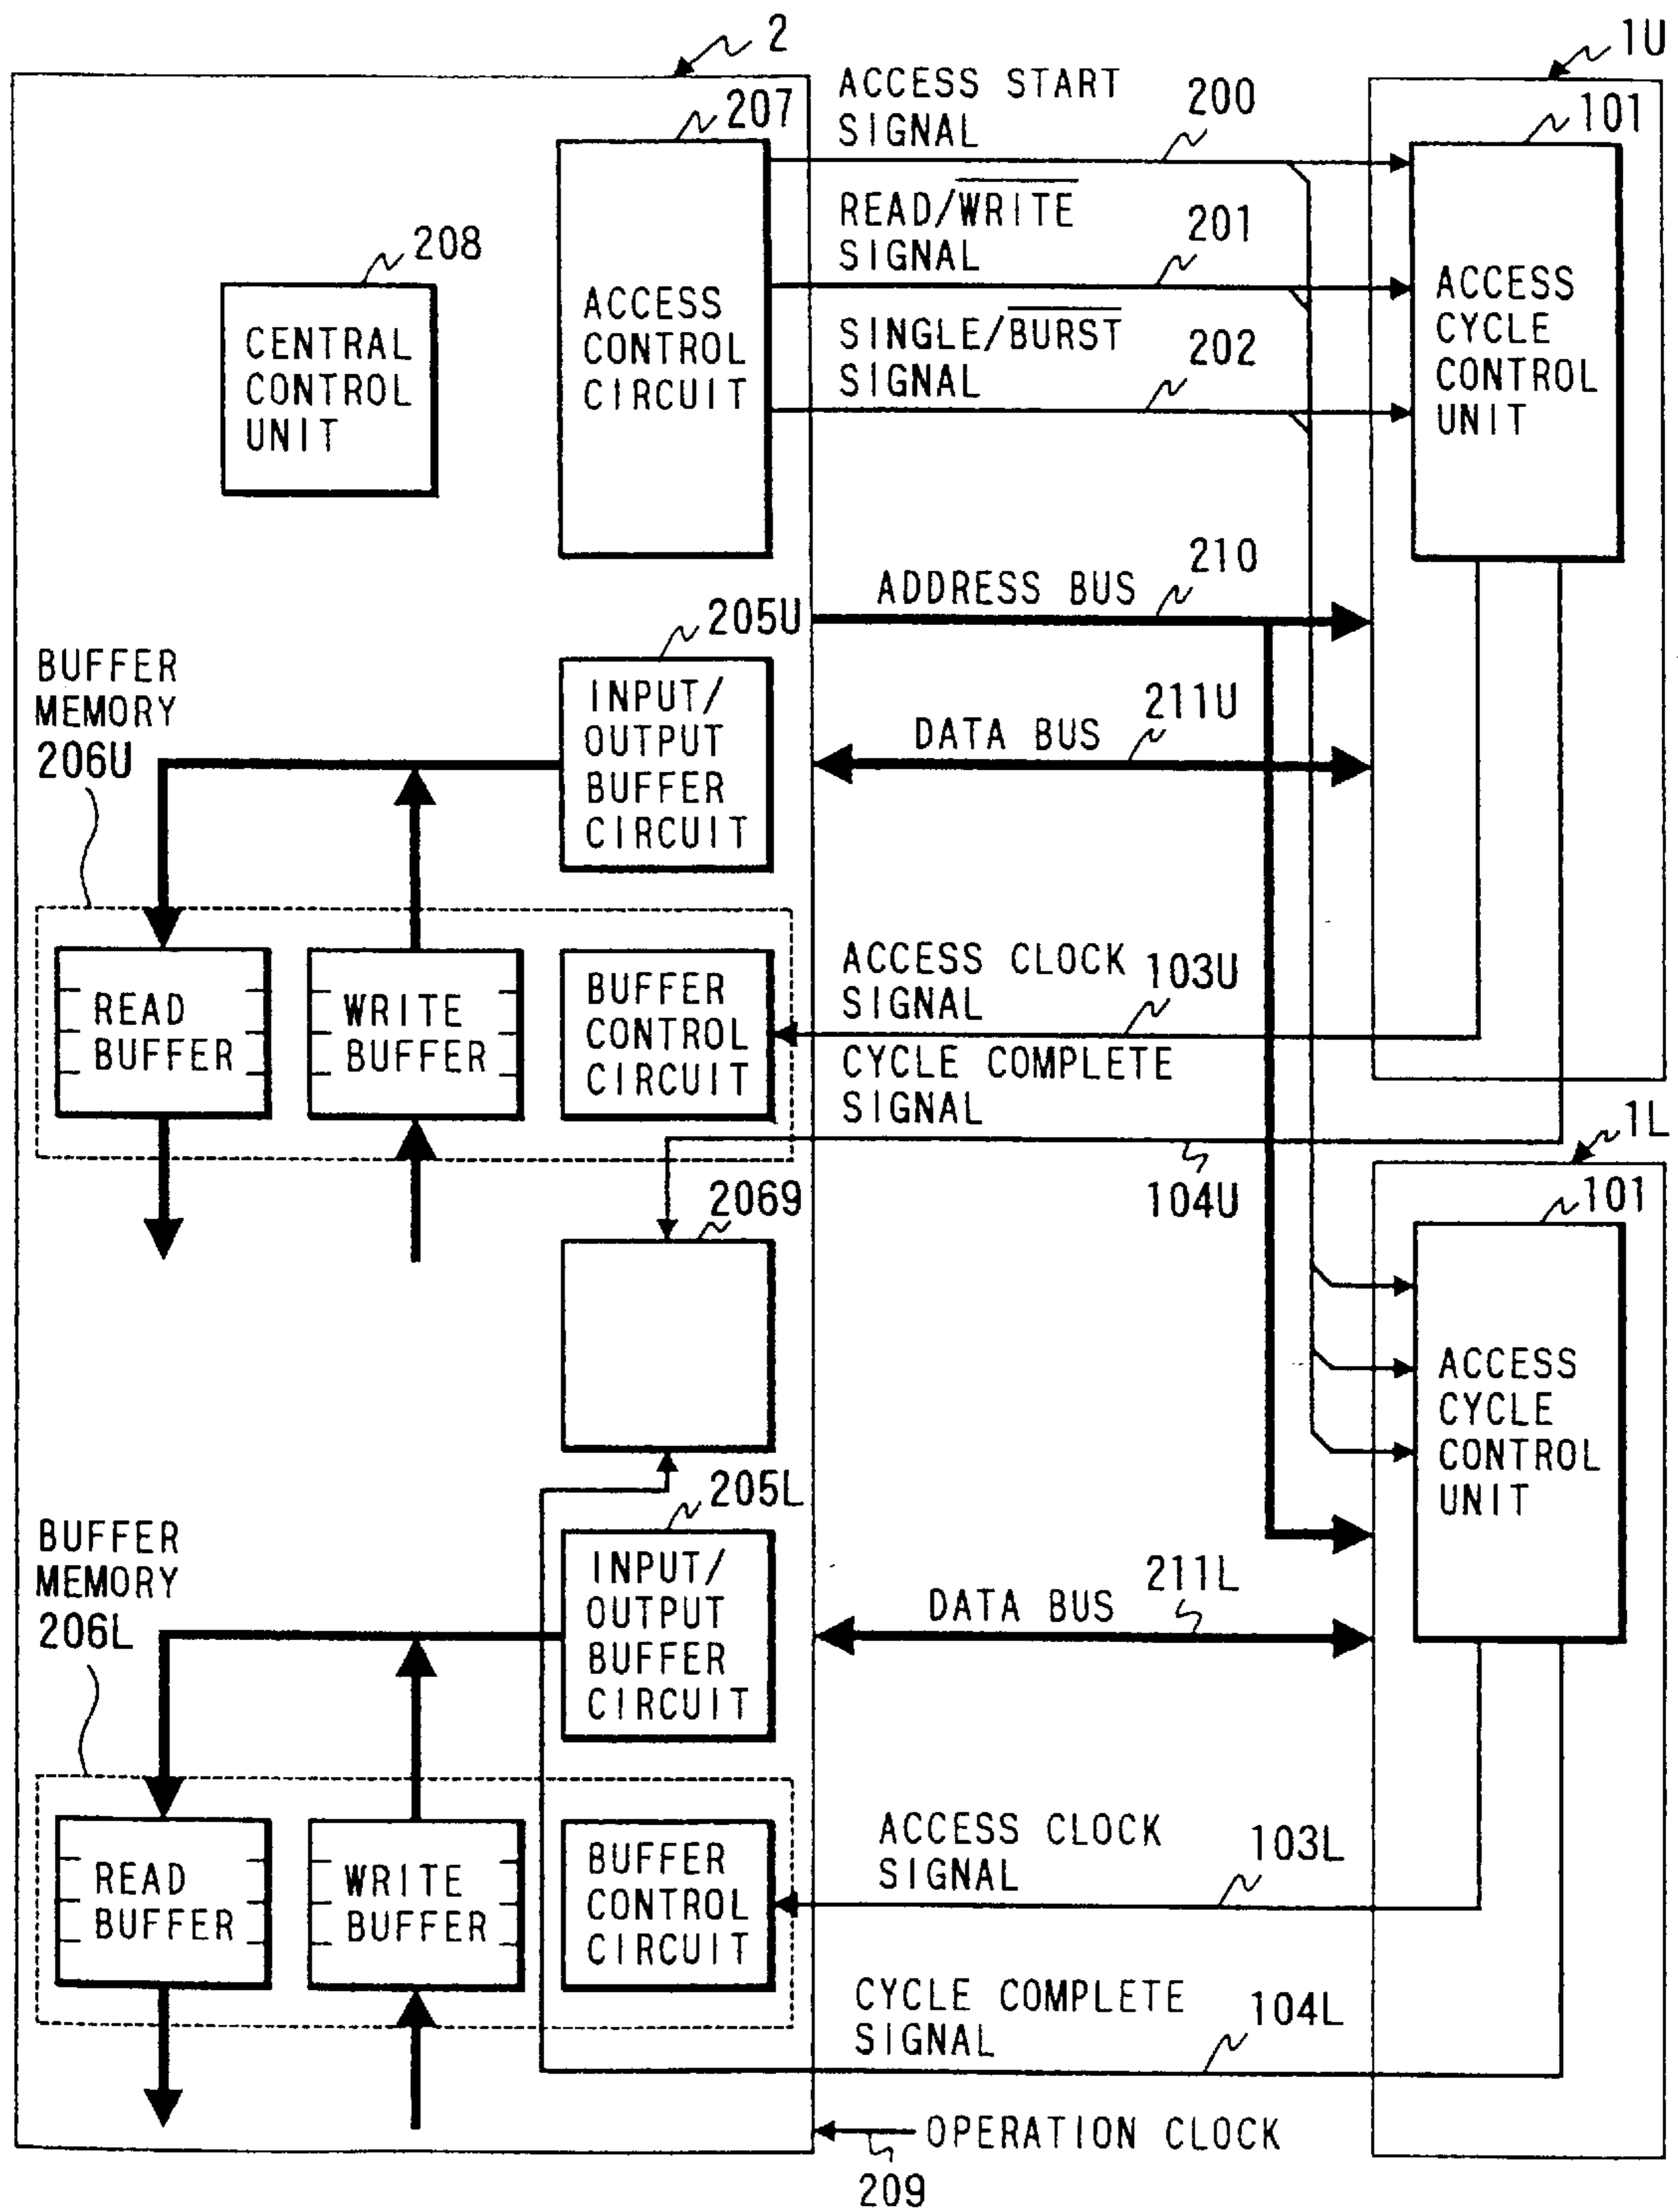 2
1U
ACCESS START
SIGNAL
200
207
101
READ/WRITE
SIGNAL
201
208
SINGLE/BURST
SIGNAL
202
CENTRAL
CONTROL
UNIT
ACCESS
CONTROL
CIRCUIT
ACCESS
CYCLE
CONTROL
UNIT
ADDRESS BUS
210
205U
BUFFER
MEMORY
206U
INPUT/
OUTPUT
BUFFER
CIRCUIT
DATA BUS
211U
READ
BUFFER
WRITE
BUFFER
BUFFER
CONTROL
CIRCUIT
ACCESS CLOCK
SIGNAL
103U
CYCLE COMPLETE
SIGNAL
104U
1L
101
2069
ACCESS
CYCLE
CONTROL
UNIT
205L
BUFFER
MEMORY
206L
INPUT/
OUTPUT
BUFFER
CIRCUIT
DATA BUS
211L
READ
BUFFER
WRITE
BUFFER
BUFFER
CONTROL
CIRCUIT
ACCESS CLOCK
SIGNAL
103L
CYCLE COMPLETE
SIGNAL
104L
OPERATION CLOCK
209